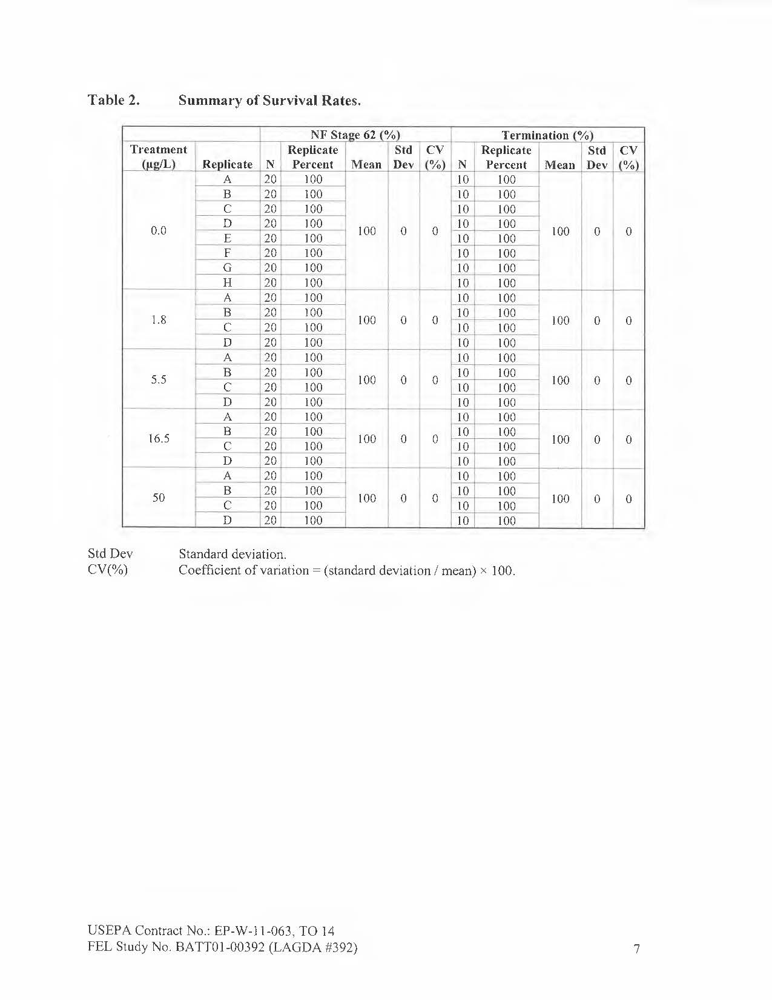 Table 2. Summary of Survival Rates.
NF Stage 62 (%) Termination (%)
Treatment Replicate Std CV Replicate Std CV
(µg/L) Replicate N Percent Mean Dev (%) N Percent Mean Dev (%)
A 20 100 10 100
B 20 100 10 100
C 20 100 10 100
D 20 100 10 100
0.0 100 0 0 100 0 0
E 20 100 10 100
F 20 100 10 100
G 20 100 10 100
H 20 100 10 100
A 20 100 10 100
B 20 100 10 100
1.8 100 0 0 100 0 0
C 20 100 10 100
D 20 100 10 100
A 20 100 10 100
B 20 100 10 100
5.5 100 0 0 100 0 0
C 20 100 10 100
D 20 100 10 100
A 20 100 10 100
B 20 100 10 100
16.5 100 0 0 100 0 0
C 20 100 10 100
D 20 100 10 100
A 20 100 10 100
B 20 100 10 100
50 100 0 0 100 0 0
C 20 100 10 100
D 20 100 10 100
Std Dev Standard deviation.
CV(%) Coefficient of variation = (standard deviation / mean) × 100.
USEPA Contract No.: EP-W-11-063, TO 14
FEL Study No. BATT01-00392 (LAGDA #392) 7